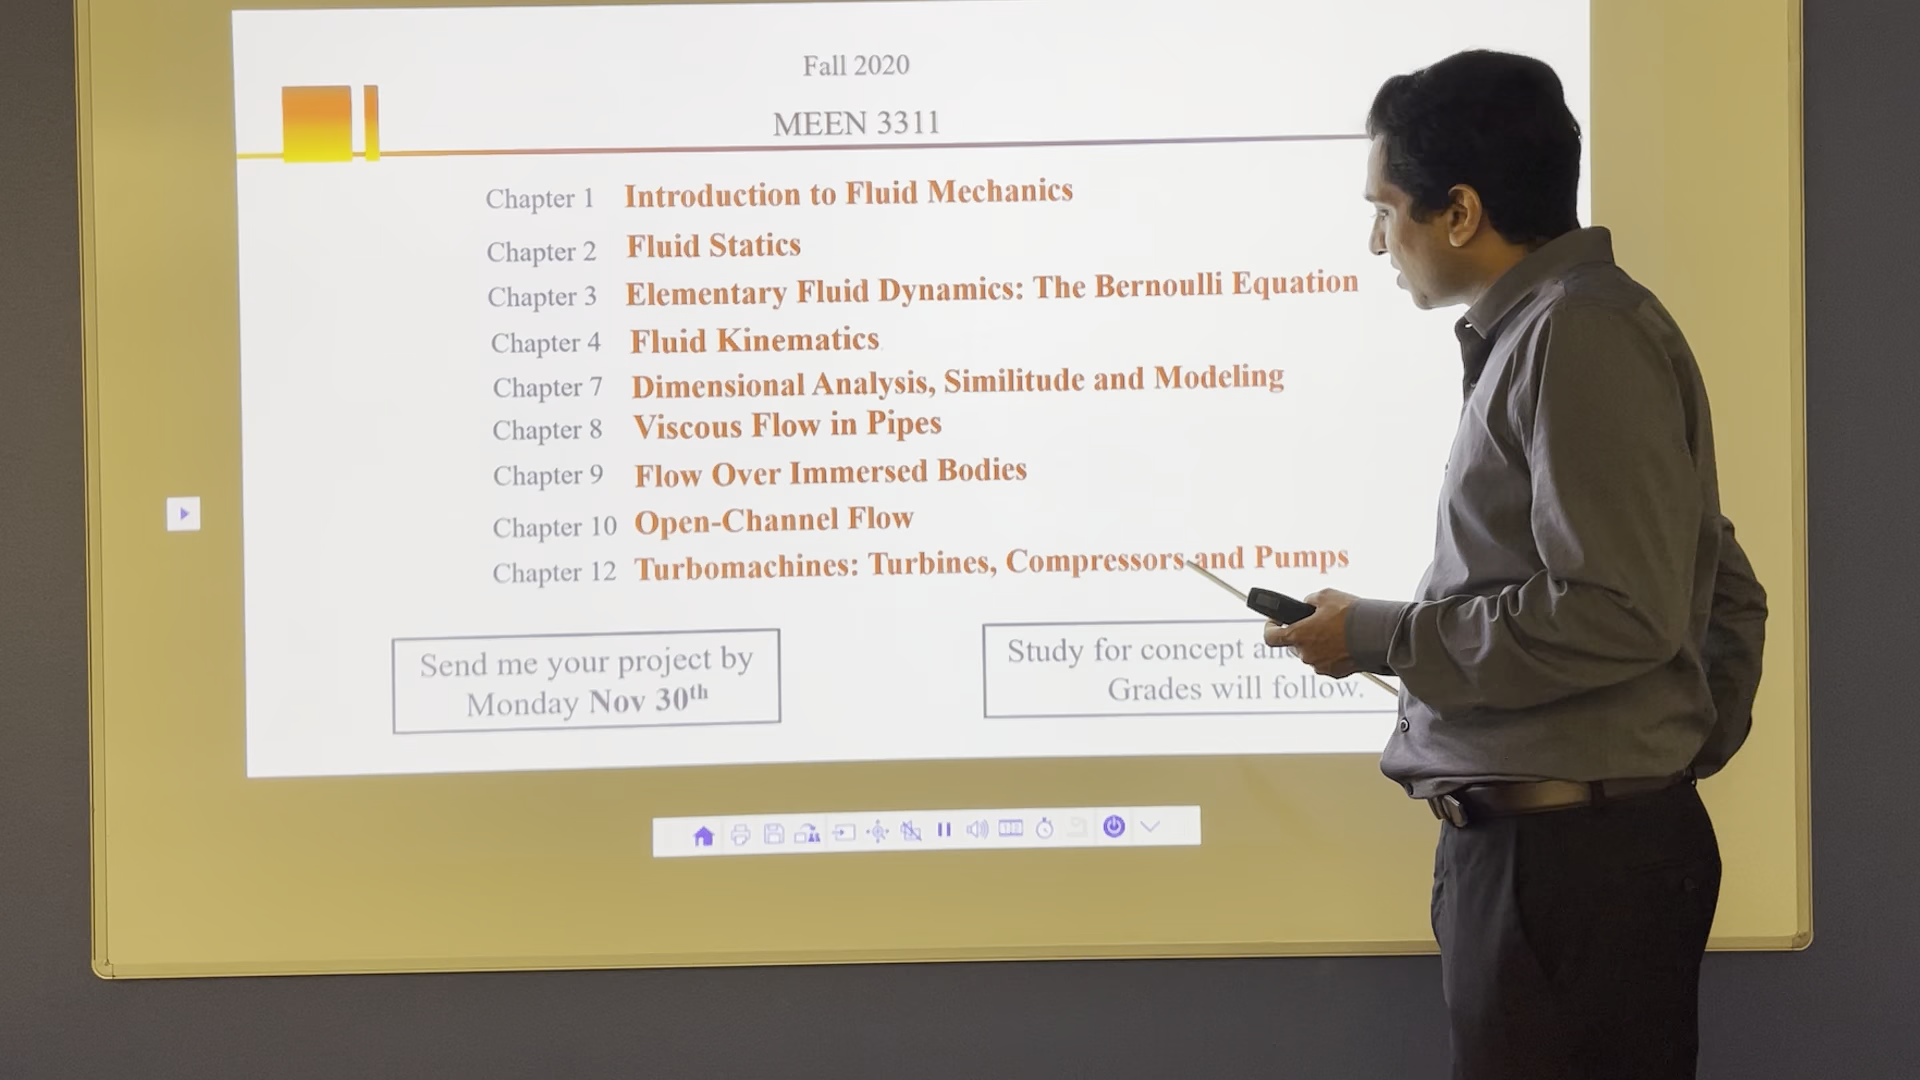 Fall 2020
MEEN 3311
Chapter 1 Introduction to Fluid Mechanics
Chapter 2 Fluid Statics
Chapter 3 Elementary Fluid Dynamics: The Bernoulli Equation
Chapter 4 Fluid Kinematics
Chapter 7 Dimensional Analysis, Similitude and Modeling
Chapter 8 Viscous Flow in Pipes
Chapter 9 Flow Over Immersed Bodies
Chapter 10 Open-Channel Flow
Chapter 12 Turbomachines: Turbines, Compressors and Pumps
Send me your project by
Monday Nov 30th
Study for concept
Grades will follow.